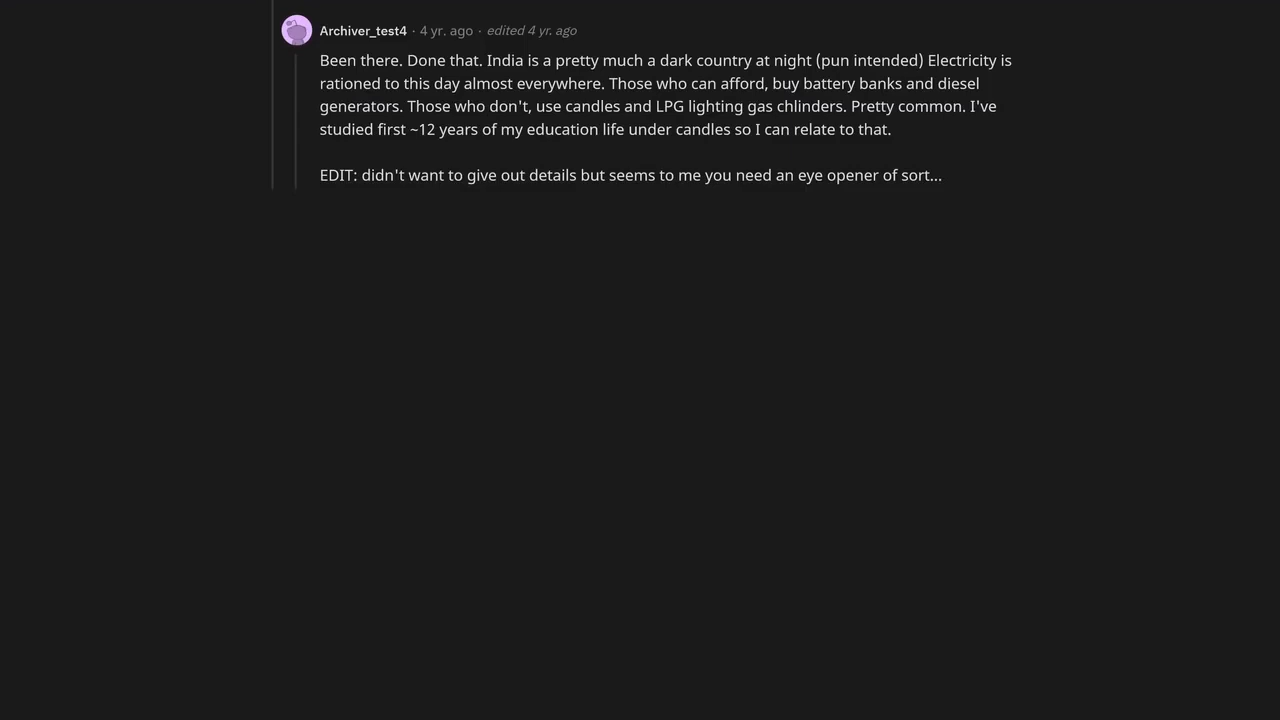 Archiver_test4 · 4 yr. ago · edited 4 yr. ago
Been there. Done that. India is a pretty much a dark country at night (pun intended) Electricity is
rationed to this day almost everywhere. Those who can afford, buy battery banks and diesel
generators. Those who don't, use candles and LPG lighting gas chlinders. Pretty common. I've
studied first ~12 years of my education life under candles so I can relate to that.
EDIT: didn't want to give out details but seems to me you need an eye opener of sort...